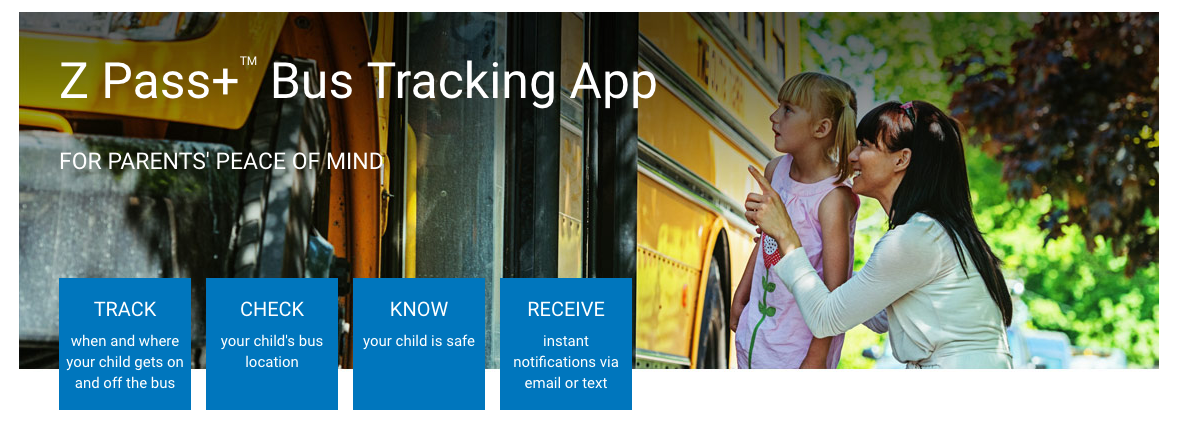 Z Pass+™ Bus Tracking App
FOR PARENTS' PEACE OF MIND
TRACK
when and where
your child gets on
and off the bus
CHECK
your child's bus
location
KNOW
your child is safe
RECEIVE
instant
notifications via
email or text